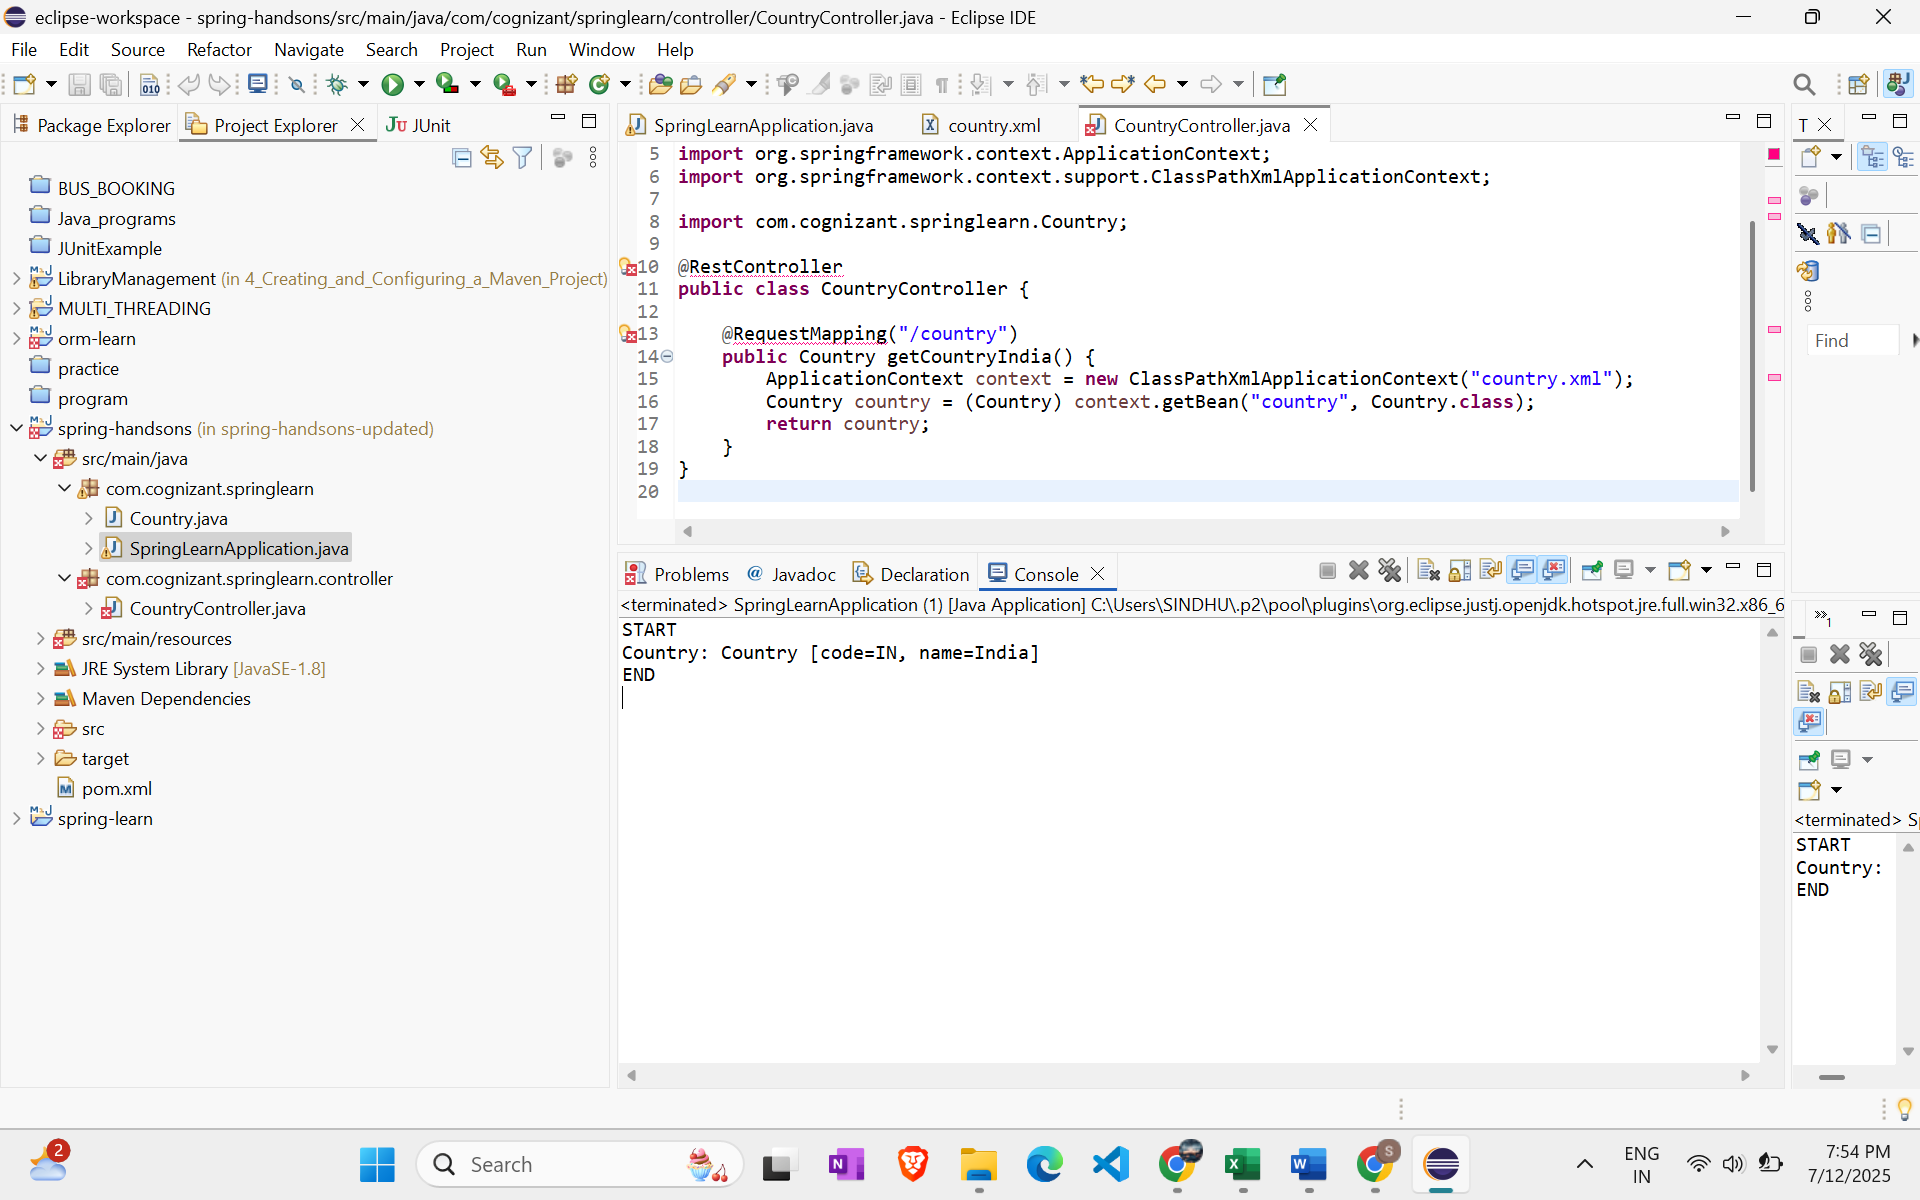 eclipse-workspace - spring-handsons/src/main/java/com/cognizant/springlearn/controller/CountryController.java - Eclipse IDE
File Edit Source Refactor Navigate Search Project Run Window Help
Package Explorer Project Explorer JUnit
BUS_BOOKING
Java_programs
JUnitExample
LibraryManagement (in 4_Creating_and_Configuring_a_Maven_Project)
MULTI_THREADING
orm-learn
practice
program
spring-handsons (in spring-handsons-updated)
src/main/java
com.cognizant.springlearn
Country.java
SpringLearnApplication.java
com.cognizant.springlearn.controller
CountryController.java
src/main/resources
JRE System Library [JavaSE-1.8]
Maven Dependencies
src
target
pom.xml
spring-learn
SpringLearnApplication.java country.xml CountryController.java
5 import org.springframework.context.ApplicationContext;
6 import org.springframework.context.support.ClassPathXmlApplicationContext;
7
8 import com.cognizant.springlearn.Country;
9
10 @RestController
11 public class CountryController {
12
13 @RequestMapping("/country")
14 public Country getCountryIndia() {
15 ApplicationContext context = new ClassPathXmlApplicationContext("country.xml");
16 Country country = (Country) context.getBean("country", Country.class);
17 return country;
18 }
19 }
20
Problems Javadoc Declaration Console
<terminated> SpringLearnApplication (1) [Java Application] C:\Users\SINDHU\.p2\pool\plugins\org.eclipse.justj.openjdk.hotspot.jre.full.win32.x86_6
START
Country: Country [code=IN, name=India]
END
T
Find
1
<terminated> S
START
Country:
END
2
Search
S
ENG
IN
7:54 PM
7/12/2025